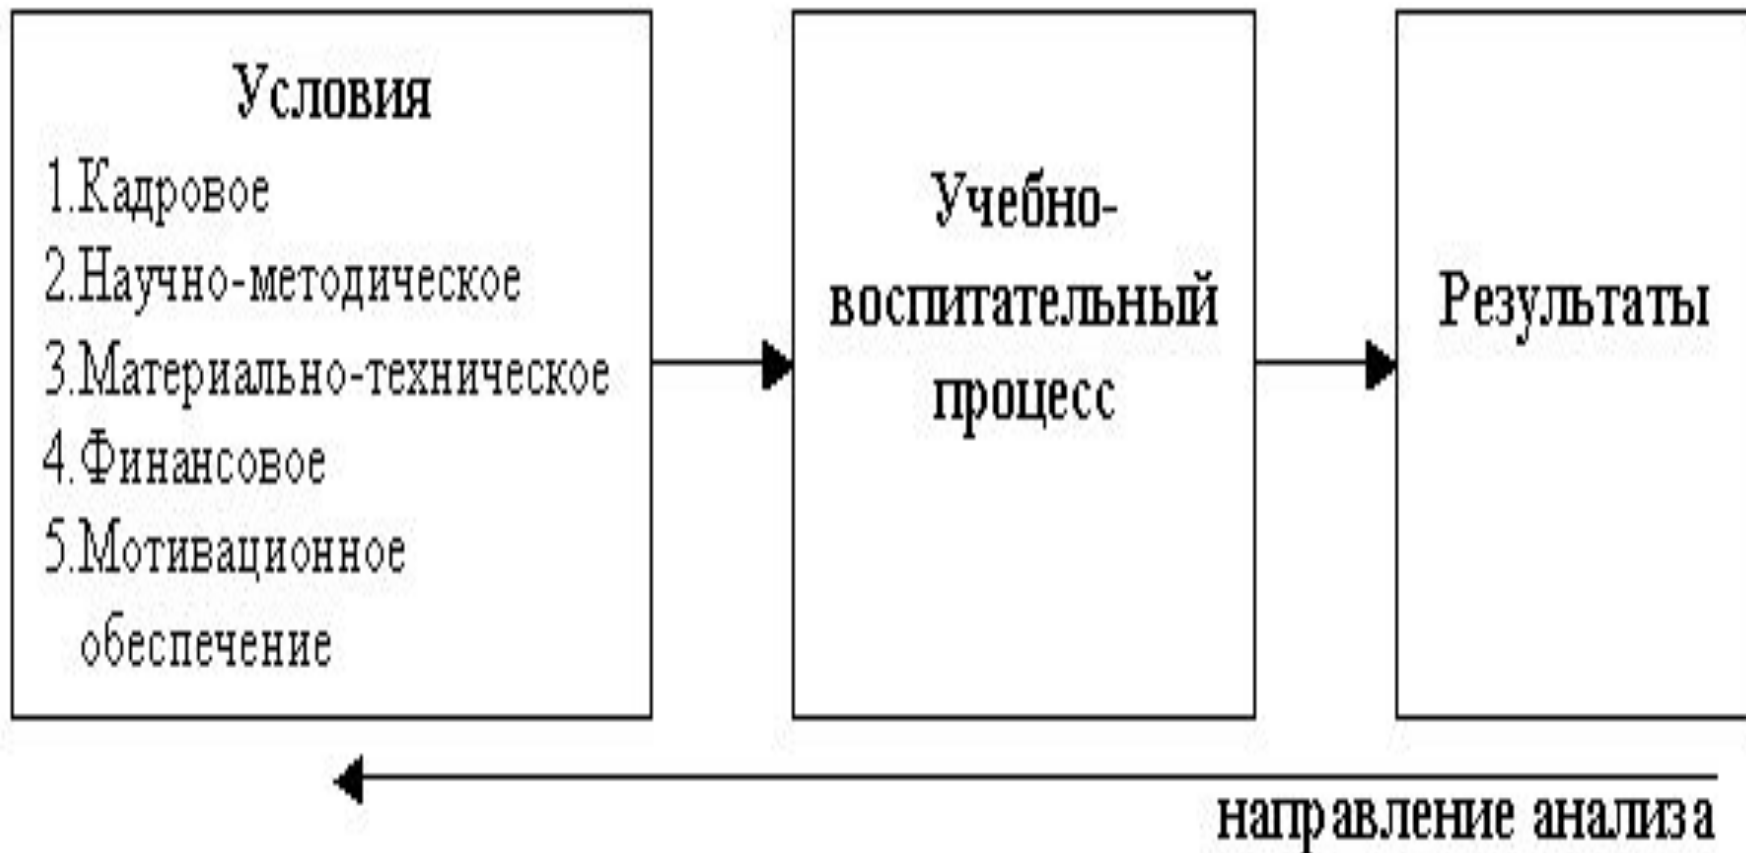 Условия
1.Кадровое
2.Научно-методическое
3.Материально-техническое
4.Финансовое
5.Мотивационное
обеспечение
Учебно-
воспитательный
процесс
Результаты
направление анализа